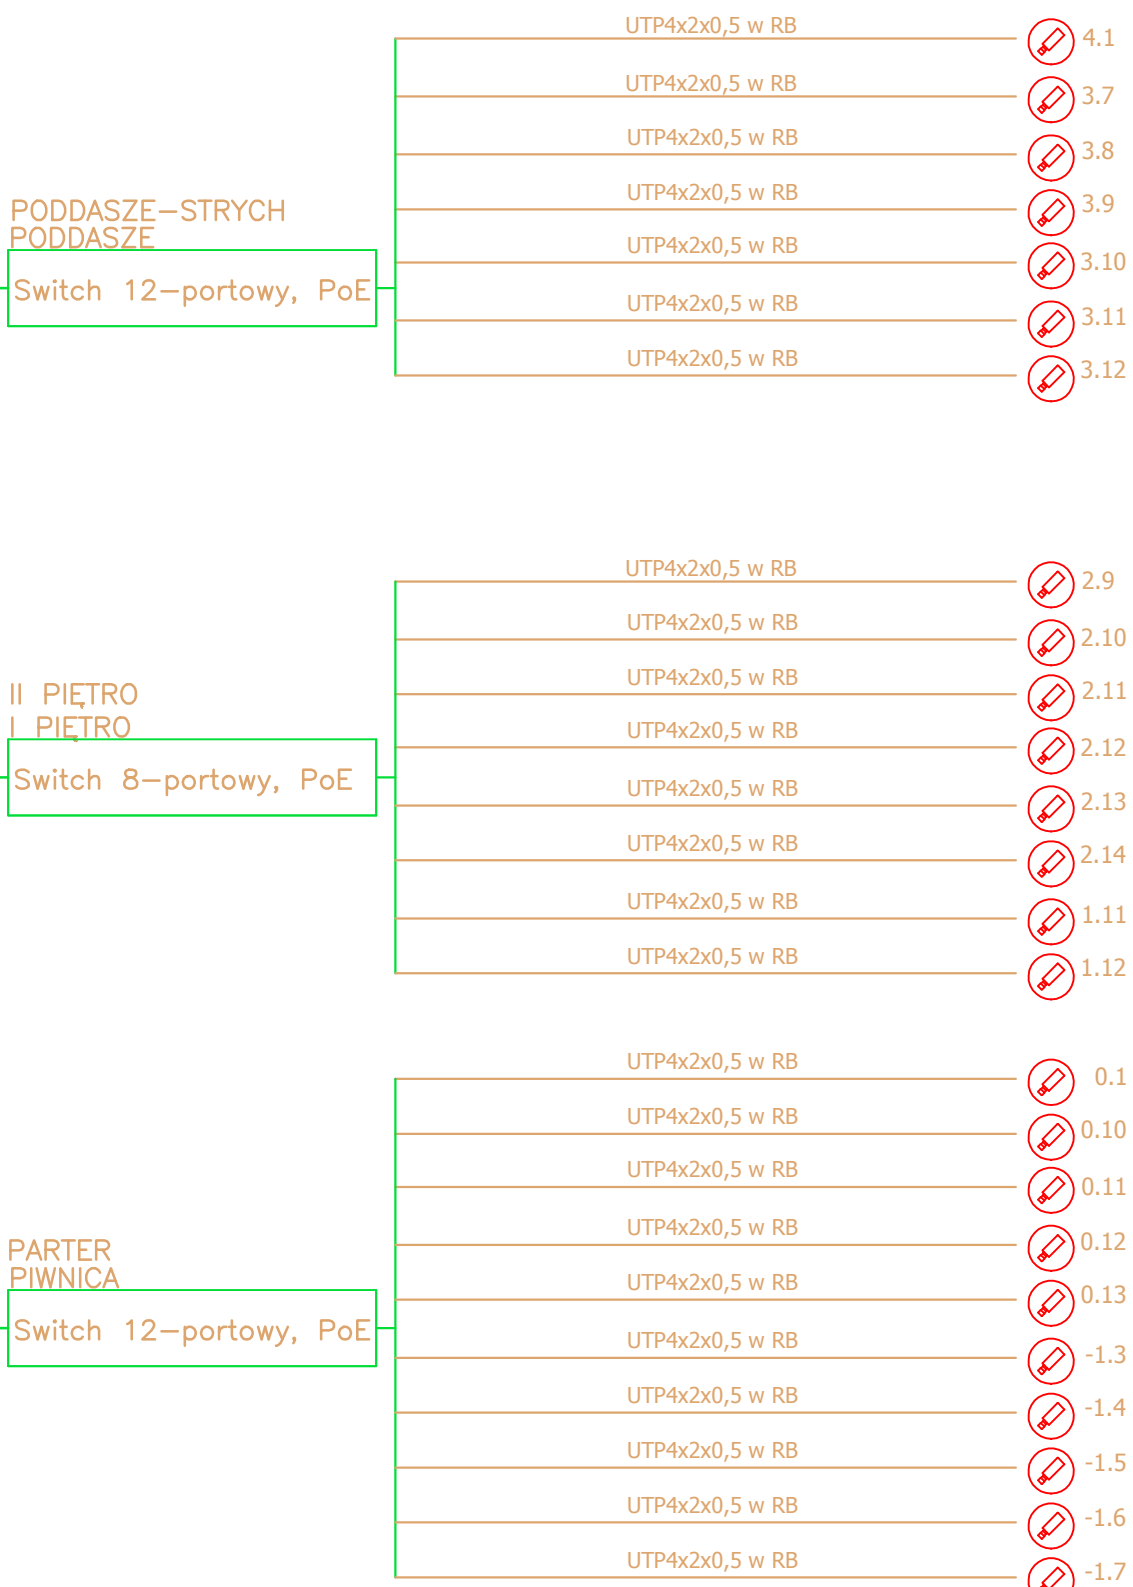 UTP4x2x0,5 w RB 4.1
UTP4x2x0,5 w RB 3.7
UTP4x2x0,5 w RB 3.8
UTP4x2x0,5 w RB 3.9
UTP4x2x0,5 w RB 3.10
UTP4x2x0,5 w RB 3.11
UTP4x2x0,5 w RB 3.12
PODDASZE-STRYCH
PODDASZE
Switch 12-portowy, PoE
UTP4x2x0,5 w RB 2.9
UTP4x2x0,5 w RB 2.10
UTP4x2x0,5 w RB 2.11
UTP4x2x0,5 w RB 2.12
UTP4x2x0,5 w RB 2.13
UTP4x2x0,5 w RB 2.14
UTP4x2x0,5 w RB 1.11
UTP4x2x0,5 w RB 1.12
II PIĘTRO
I PIĘTRO
Switch 8-portowy, PoE
UTP4x2x0,5 w RB 0.1
UTP4x2x0,5 w RB 0.10
UTP4x2x0,5 w RB 0.11
UTP4x2x0,5 w RB 0.12
UTP4x2x0,5 w RB 0.13
UTP4x2x0,5 w RB -1.3
UTP4x2x0,5 w RB -1.4
UTP4x2x0,5 w RB -1.5
UTP4x2x0,5 w RB -1.6
UTP4x2x0,5 w RB -1.7
PARTER
PIWNICA
Switch 12-portowy, PoE